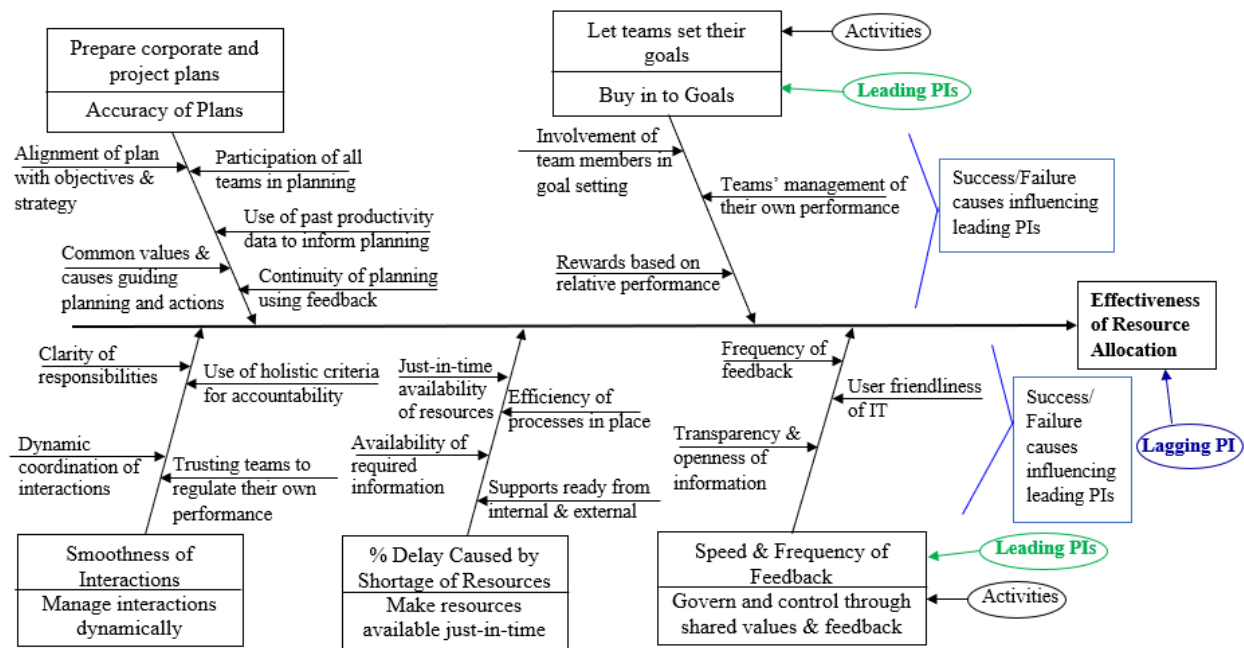 Prepare corporate and
project plans
Accuracy of Plans
Let teams set their
goals
Buy in to Goals
Activities
Leading PIs
Alignment of plan
with objectives &
strategy
Participation of all
teams in planning
Use of past productivity
data to inform planning
Common values &
causes guiding
planning and actions
Continuity of planning
using feedback
Involvement of
team members in
goal setting
Teams’ management of
their own performance
Rewards based on
relative performance
Success/Failure
causes influencing
leading PIs
Effectiveness
of Resource
Allocation
Lagging PI
Clarity of
responsibilities
Use of holistic criteria
for accountability
Dynamic
coordination of
interactions
Trusting teams to
regulate their own
performance
Just-in-time
availability
of resources
Efficiency of
processes in place
Availability of
required
information
Supports ready from
internal & external
Frequency of
feedback
User friendliness
of IT
Transparency &
openness of
information
Success/
Failure
causes
influencing
leading PIs
Smoothness of
Interactions
Manage interactions
dynamically
% Delay Caused by
Shortage of Resources
Make resources
available just-in-time
Speed & Frequency of
Feedback
Govern and control through
shared values & feedback
Leading PIs
Activities